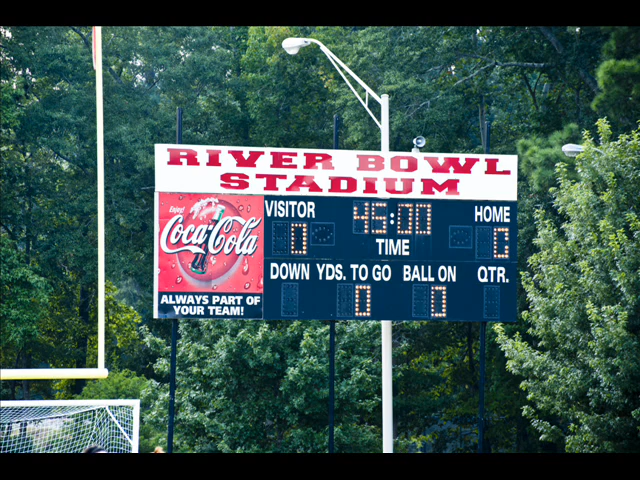 RIVER BOWL
STADIUM
Enjoy
Coca-Cola
ALWAYS PART OF
YOUR TEAM!
VISITOR 45:00 HOME
0 TIME 0
DOWN YDS. TO GO BALL ON QTR.
0 0